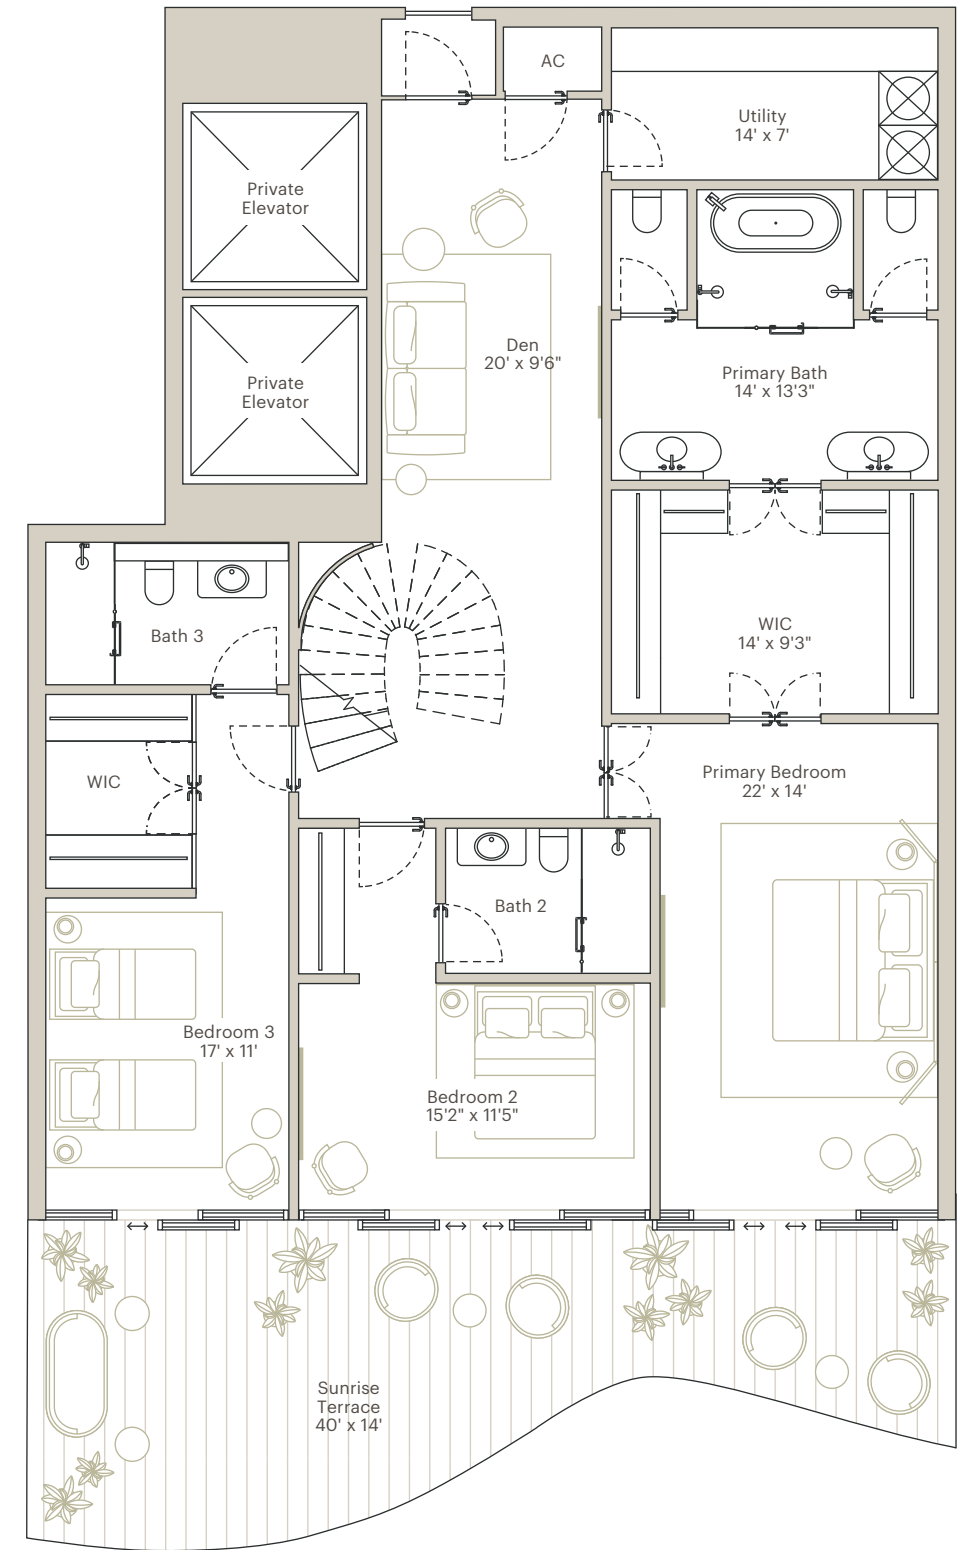 AC
Utility
14' x 7'
Private
Elevator
Private
Elevator
Den
20' x 9'6"
Primary Bath
14' x 13'3"
Bath 3
WIC
14' x 9'3"
WIC
Primary Bedroom
22' x 14'
Bath 2
Bedroom 3
17' x 11'
Bedroom 2
15'2" x 11'5"
Sunrise
Terrace
40' x 14'